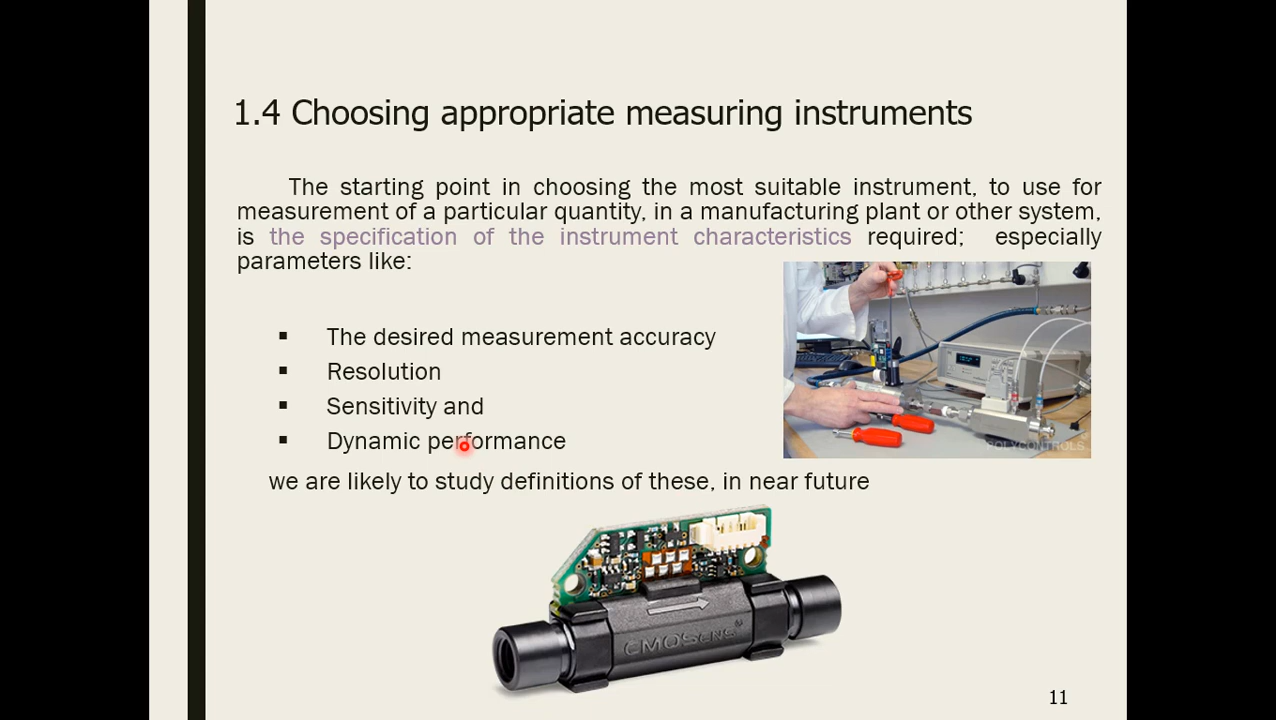 1.4 Choosing appropriate measuring instruments
The starting point in choosing the most suitable instrument, to use for
measurement of a particular quantity, in a manufacturing plant or other system,
is the specification of the instrument characteristics required; especially
parameters like:
▪ The desired measurement accuracy
▪ Resolution
▪ Sensitivity and
▪ Dynamic performance
POLYCONTROLS
we are likely to study definitions of these, in near future
CMOSENS®
11